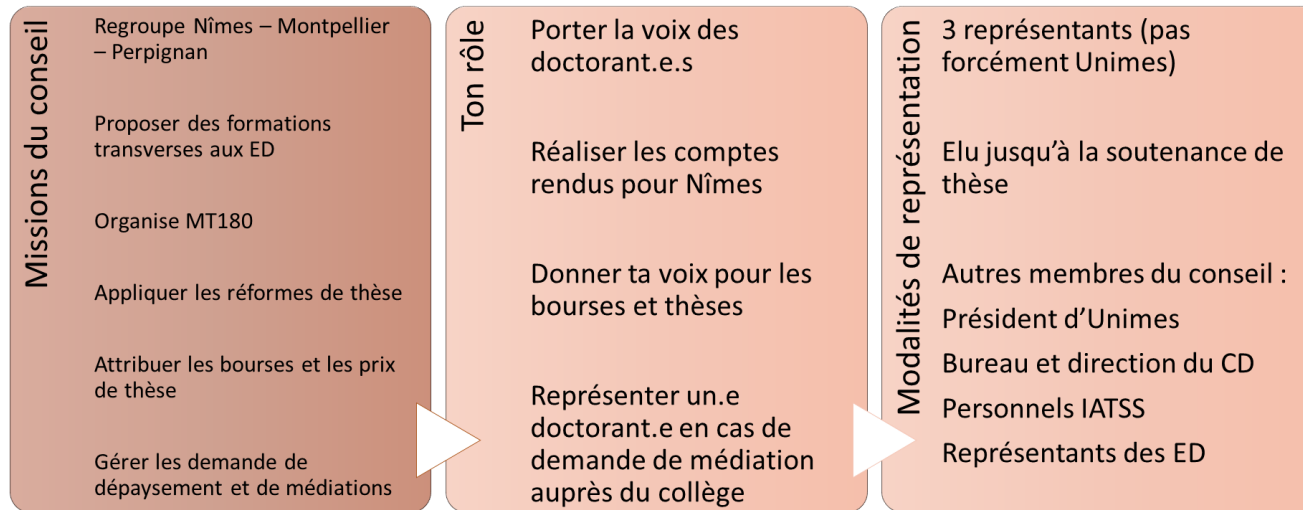 Missions du conseil
Regroupe Nîmes – Montpellier
– Perpignan
Proposer des formations
transverses aux ED
Organise MT180
Appliquer les réformes de thèse
Attribuer les bourses et les prix
de thèse
Gérer les demande de
dépaysement et de médiations
Ton rôle
Porter la voix des
doctorant.e.s
Réaliser les comptes
rendus pour Nîmes
Donner ta voix pour les
bourses et thèses
Représenter un.e
doctorant.e en cas de
demande de médiation
auprès du collège
Modalités de représentation
3 représentants (pas
forcément Unimes)
Elu jusqu’à la soutenance de
thèse
Autres membres du conseil :
Président d’Unimes
Bureau et direction du CD
Personnels IATSS
Représentants des ED